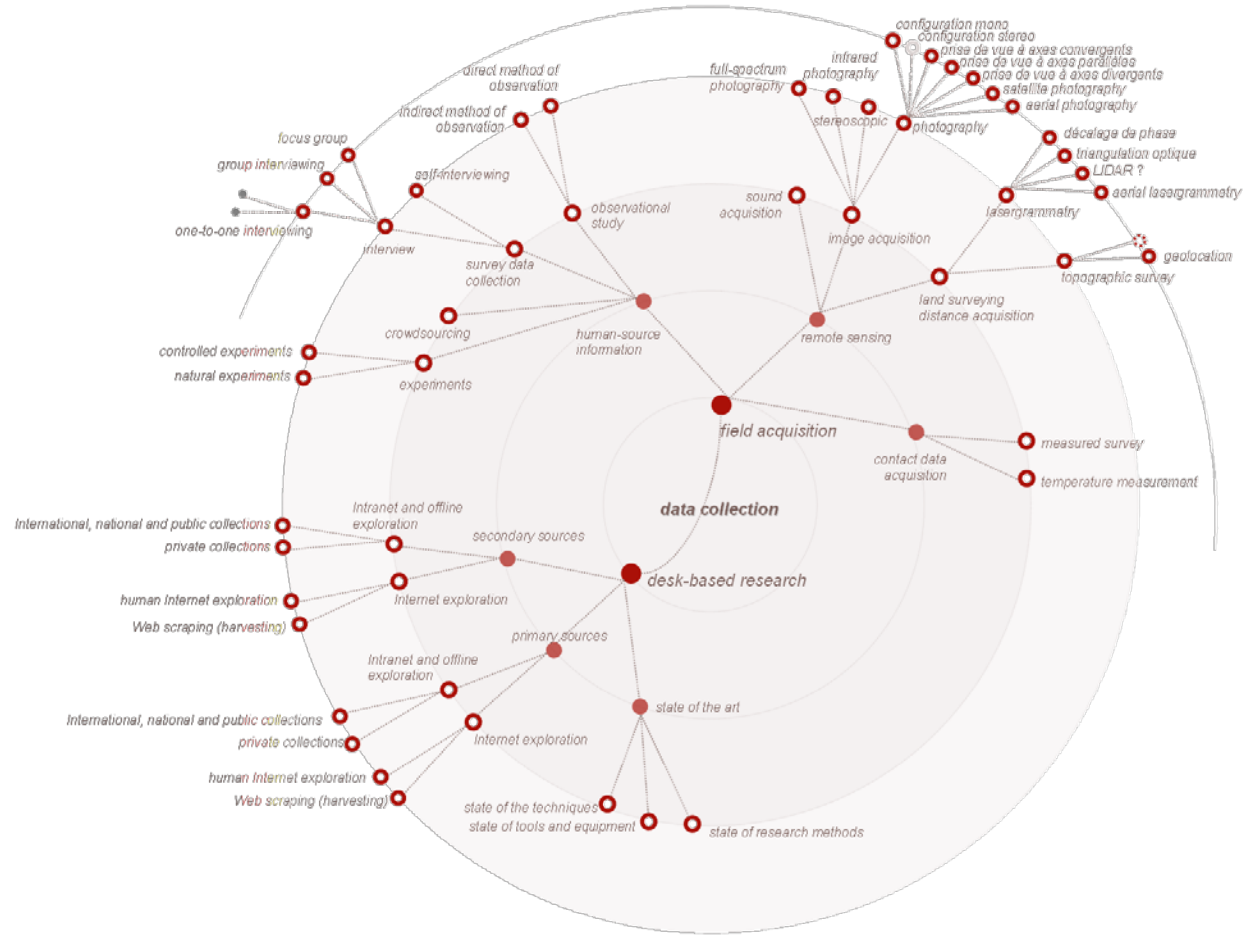 configuration mono
configuration stereo
prise de vue à axes convergents
prise de vue à axes parallèles
prise de vue à axes divergents
satellite photography
aerial photography
infrared
photography
full-spectrum
photography
stereoscopic
photography
direct method of
observation
indirect method of
observation
focus group
group interviewing
one-to-one interviewing
self-interviewing
interview
observational
study
survey data
collection
sound
acquisition
image acquisition
décalage de phase
triangulation optique
LIDAR ?
aerial lasergrammetry
lasergrammetry
geolocation
topographic survey
land surveying
distance acquisition
crowdsourcing
human-source
information
remote sensing
controlled experiments
natural experiments
experiments
field acquisition
contact data
acquisition
measured survey
temperature measurement
data collection
Intranet and offline
exploration
International, national and public collections
private collections
secondary sources
desk-based research
human Internet exploration
Internet exploration
Web scraping (harvesting)
primary sources
Intranet and offline
exploration
International, national and public collections
private collections
state of the art
Internet exploration
human Internet exploration
Web scraping (harvesting)
state of the techniques
state of tools and equipment
state of research methods